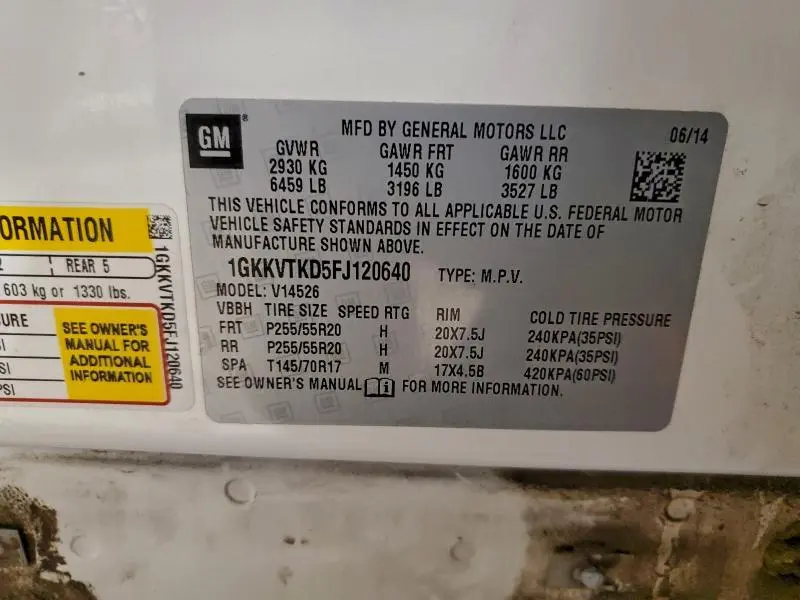 ORMATION
REAR 5
603 kg or 1330 lbs.
SURE
SEE OWNER'S
MANUAL FOR
ADDITIONAL
INFORMATION
1GKKVTKD5FJ120640
GM®
MFD BY GENERAL MOTORS LLC 06/14
GVWR GAWR FRT GAWR RR
2930 KG 1450 KG 1600 KG
6459 LB 3196 LB 3527 LB
THIS VEHICLE CONFORMS TO ALL APPLICABLE U.S. FEDERAL MOTOR
VEHICLE SAFETY STANDARDS IN EFFECT ON THE DATE OF
MANUFACTURE SHOWN ABOVE.
1GKKVTKD5FJ120640 TYPE: M.P.V.
MODEL: V14526
VBBH TIRE SIZE SPEED RTG RIM COLD TIRE PRESSURE
FRT P255/55R20 H 20X7.5J 240KPA(35PSI)
RR P255/55R20 H 20X7.5J 240KPA(35PSI)
SPA T145/70R17 M 17X4.5B 420KPA(60PSI)
SEE OWNER'S MANUAL FOR MORE INFORMATION.